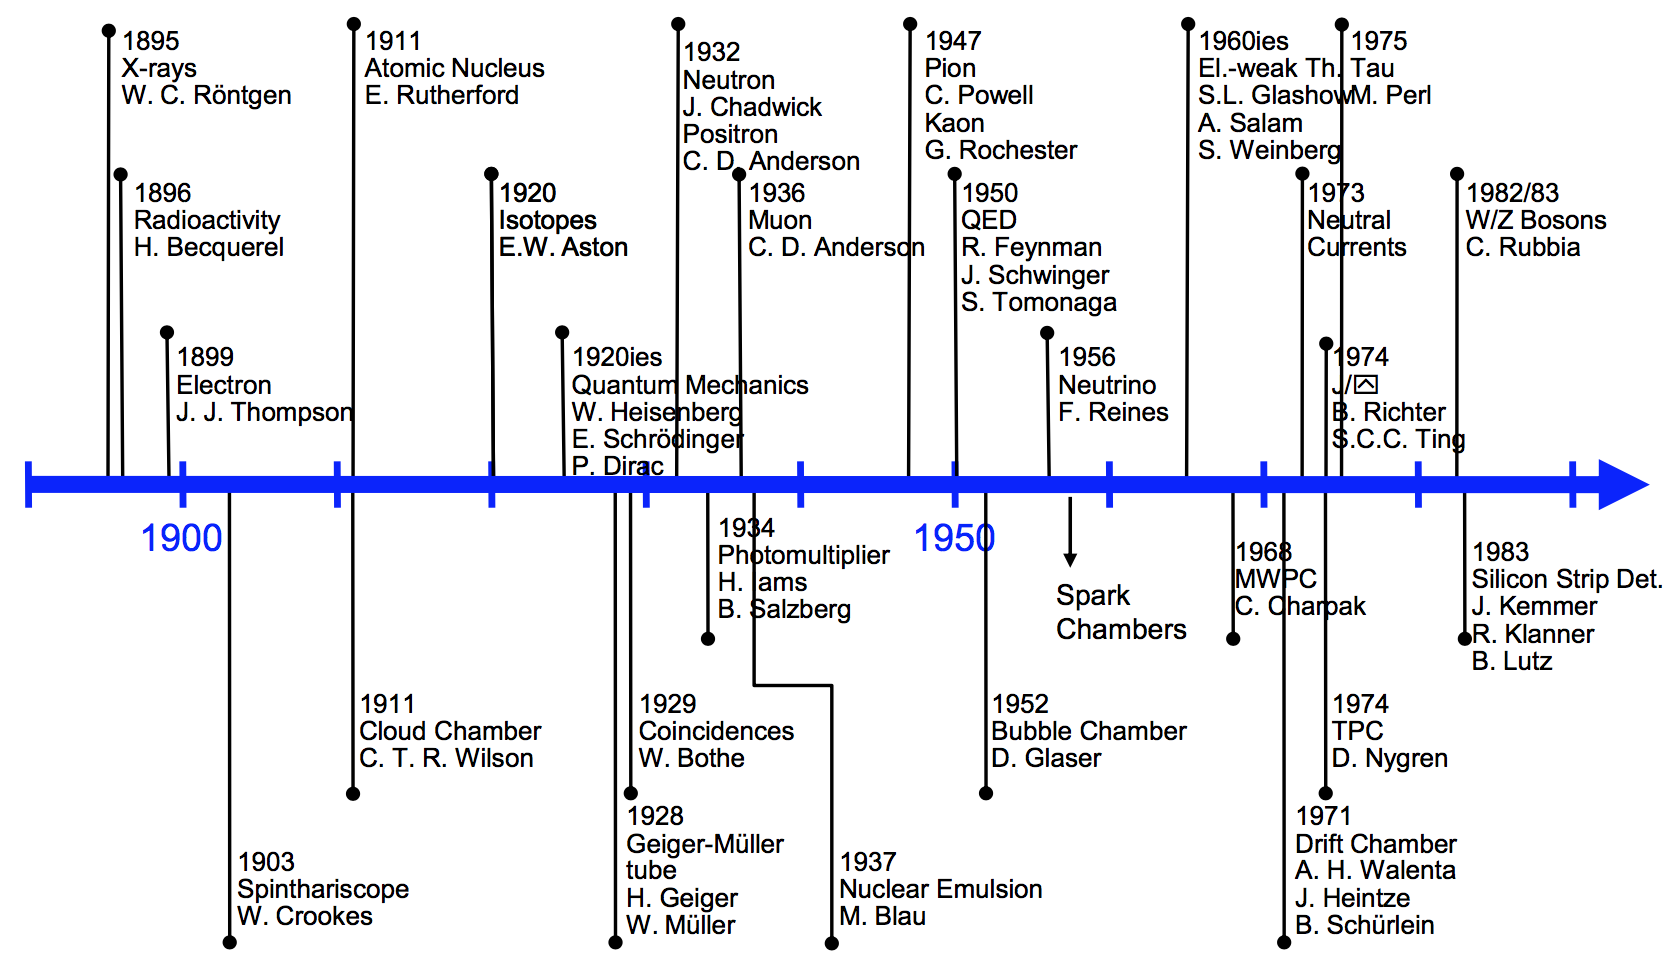 1895
X-rays
W. C. Röntgen
1911
Atomic Nucleus
E. Rutherford
1932
Neutron
J. Chadwick
Positron
C. D. Anderson
1947
Pion
C. Powell
Kaon
G. Rochester
1960ies
El.-weak Th.
S.L. Glashow
A. Salam
S. Weinberg
1975
Tau
M. Perl
1896
Radioactivity
H. Becquerel
1920
Isotopes
E.W. Aston
1936
Muon
C. D. Anderson
1950
QED
R. Feynman
J. Schwinger
S. Tomonaga
1973
Neutral
Currents
1982/83
W/Z Bosons
C. Rubbia
1899
Electron
J. J. Thompson
1920ies
Quantum Mechanics
W. Heisenberg
E. Schrödinger
P. Dirac
1956
Neutrino
F. Reines
1974
J/
B. Richter
S.C.C. Ting
1900
1950
1934
Photomultiplier
H. Iams
B. Salzberg
Spark
Chambers
1968
MWPC
C. Charpak
1983
Silicon Strip Det.
J. Kemmer
R. Klanner
B. Lutz
1911
Cloud Chamber
C. T. R. Wilson
1929
Coincidences
W. Bothe
1952
Bubble Chamber
D. Glaser
1974
TPC
D. Nygren
1903
Spinthariscope
W. Crookes
1928
Geiger-Müller
tube
H. Geiger
W. Müller
1937
Nuclear Emulsion
M. Blau
1971
Drift Chamber
A. H. Walenta
J. Heintze
B. Schürlein